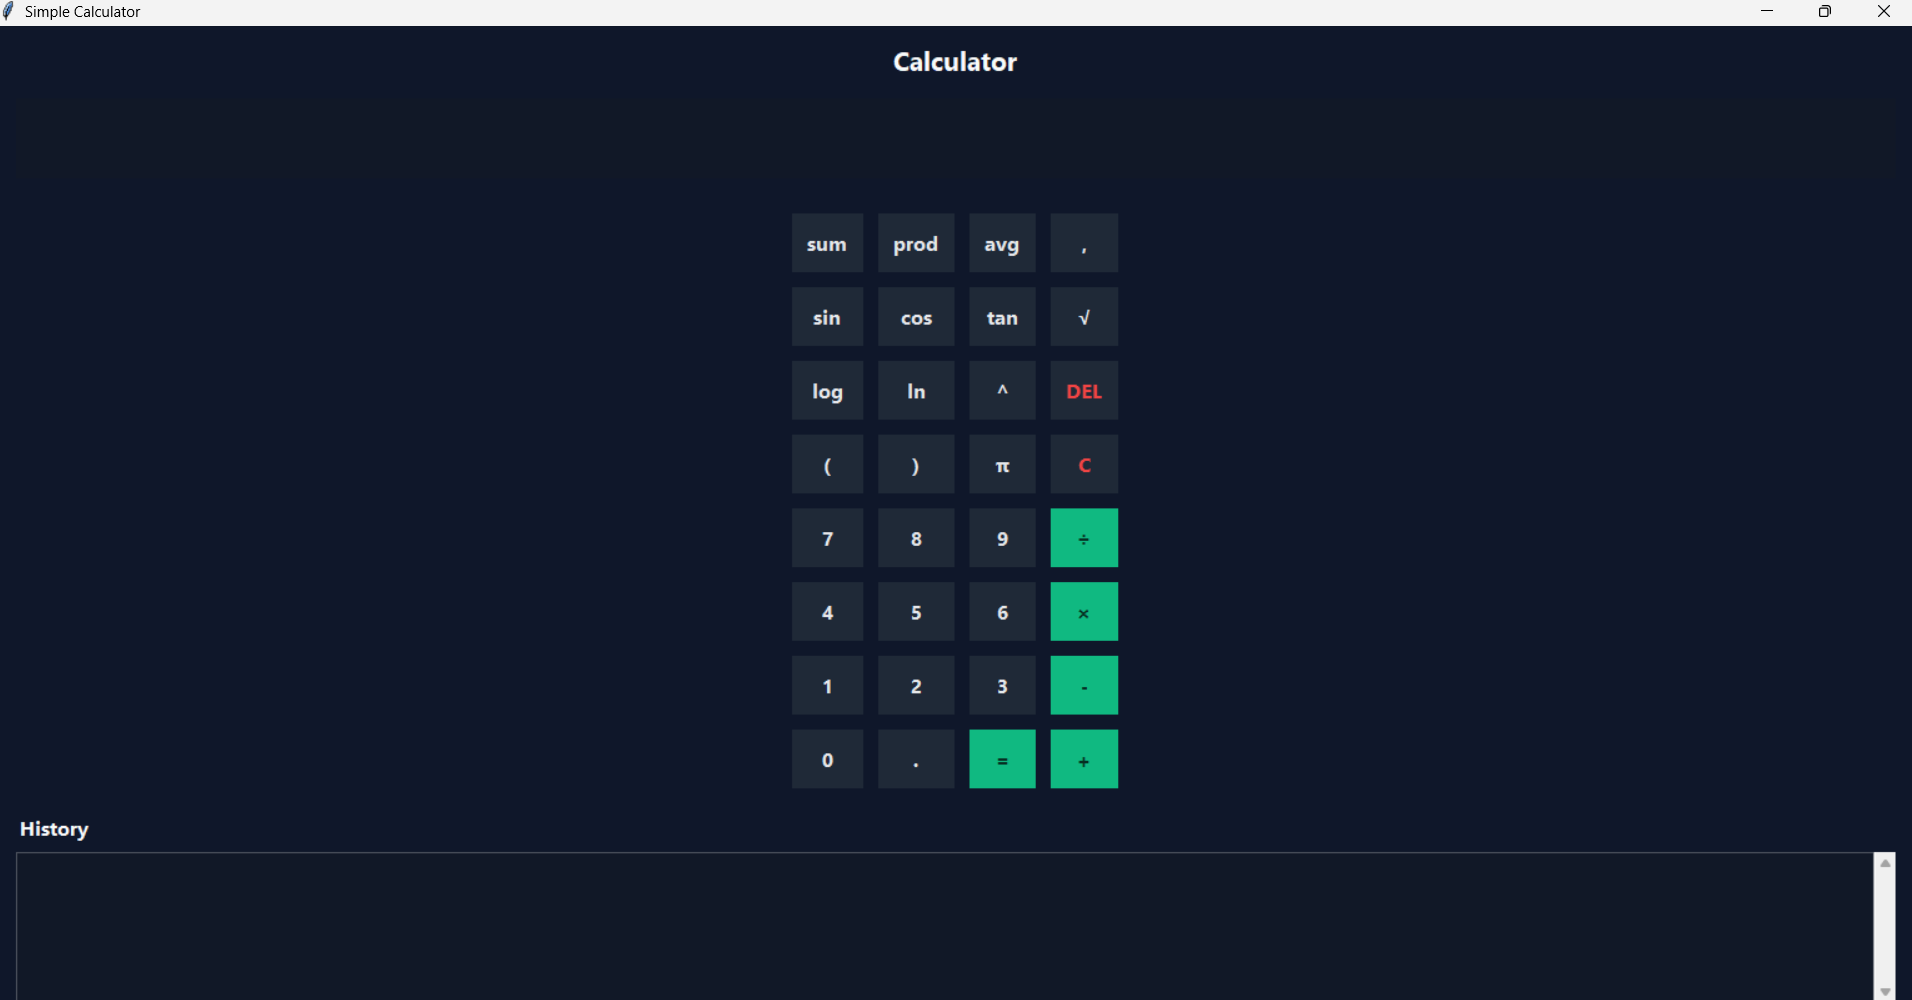 Simple Calculator
Calculator
sum prod avg ,
sin cos tan √
log ln ^ DEL
( ) π C
7 8 9 ÷
4 5 6 ×
1 2 3 -
0 . = +
History